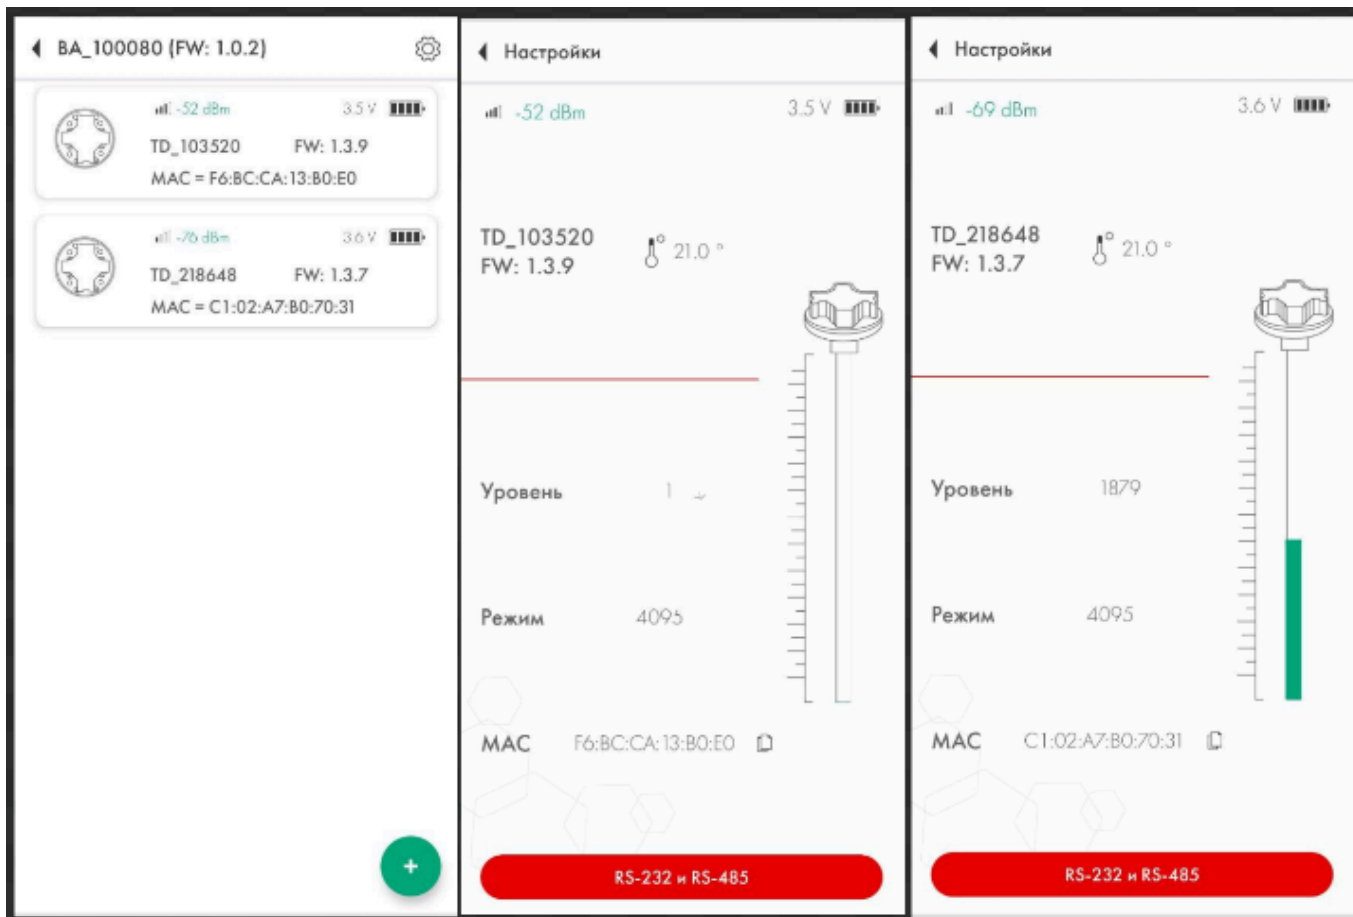 BA_100080 (FW: 1.0.2)
-52 dBm 3.5 V
TD_103520 FW: 1.3.9
MAC = F6:BC:CA:13:B0:E0
-76 dBm 3.6 V
TD_218648 FW: 1.3.7
MAC = C1:02:A7:B0:70:31
+
Настройки
-52 dBm 3.5 V
TD_103520
FW: 1.3.9
21.0 °
Уровень 1
Режим 4095
MAC F6:BC:CA:13:B0:E0
RS-232 и RS-485
Настройки
-69 dBm 3.6 V
TD_218648
FW: 1.3.7
21.0 °
Уровень 1879
Режим 4095
MAC C1:02:A7:B0:70:31
RS-232 и RS-485